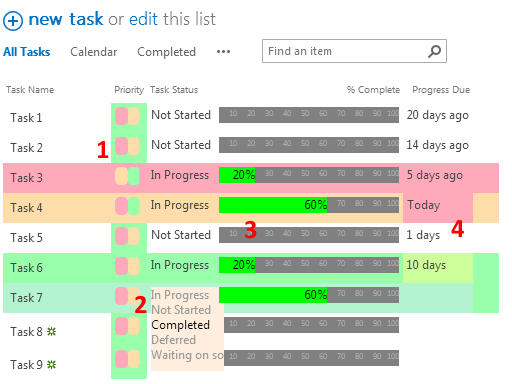 new task or edit this list
All Tasks Calendar Completed ••• Find an item
Task Name Priority Task Status % Complete Progress Due
Task 1 Not Started 10 20 30 40 50 60 70 80 90 100 20 days ago
Task 2 Not Started 10 20 30 40 50 60 70 80 90 100 14 days ago
1
Task 3 In Progress 20% 30 40 50 60 70 80 90 100 5 days ago
Task 4 In Progress 60% 70 80 90 100 Today
3 4
Task 5 Not Started 10 20 30 40 50 60 70 80 90 100 1 days
Task 6 In Progress 20% 30 40 50 60 70 80 90 100 10 days
Task 7 In Progress 60% 70 80 90 100
2
Not Started
Task 8 Completed 10 20 30 40 50 60 70 80 90 100
Deferred
Task 9 Waiting on so 10 20 30 40 50 60 70 80 90 100